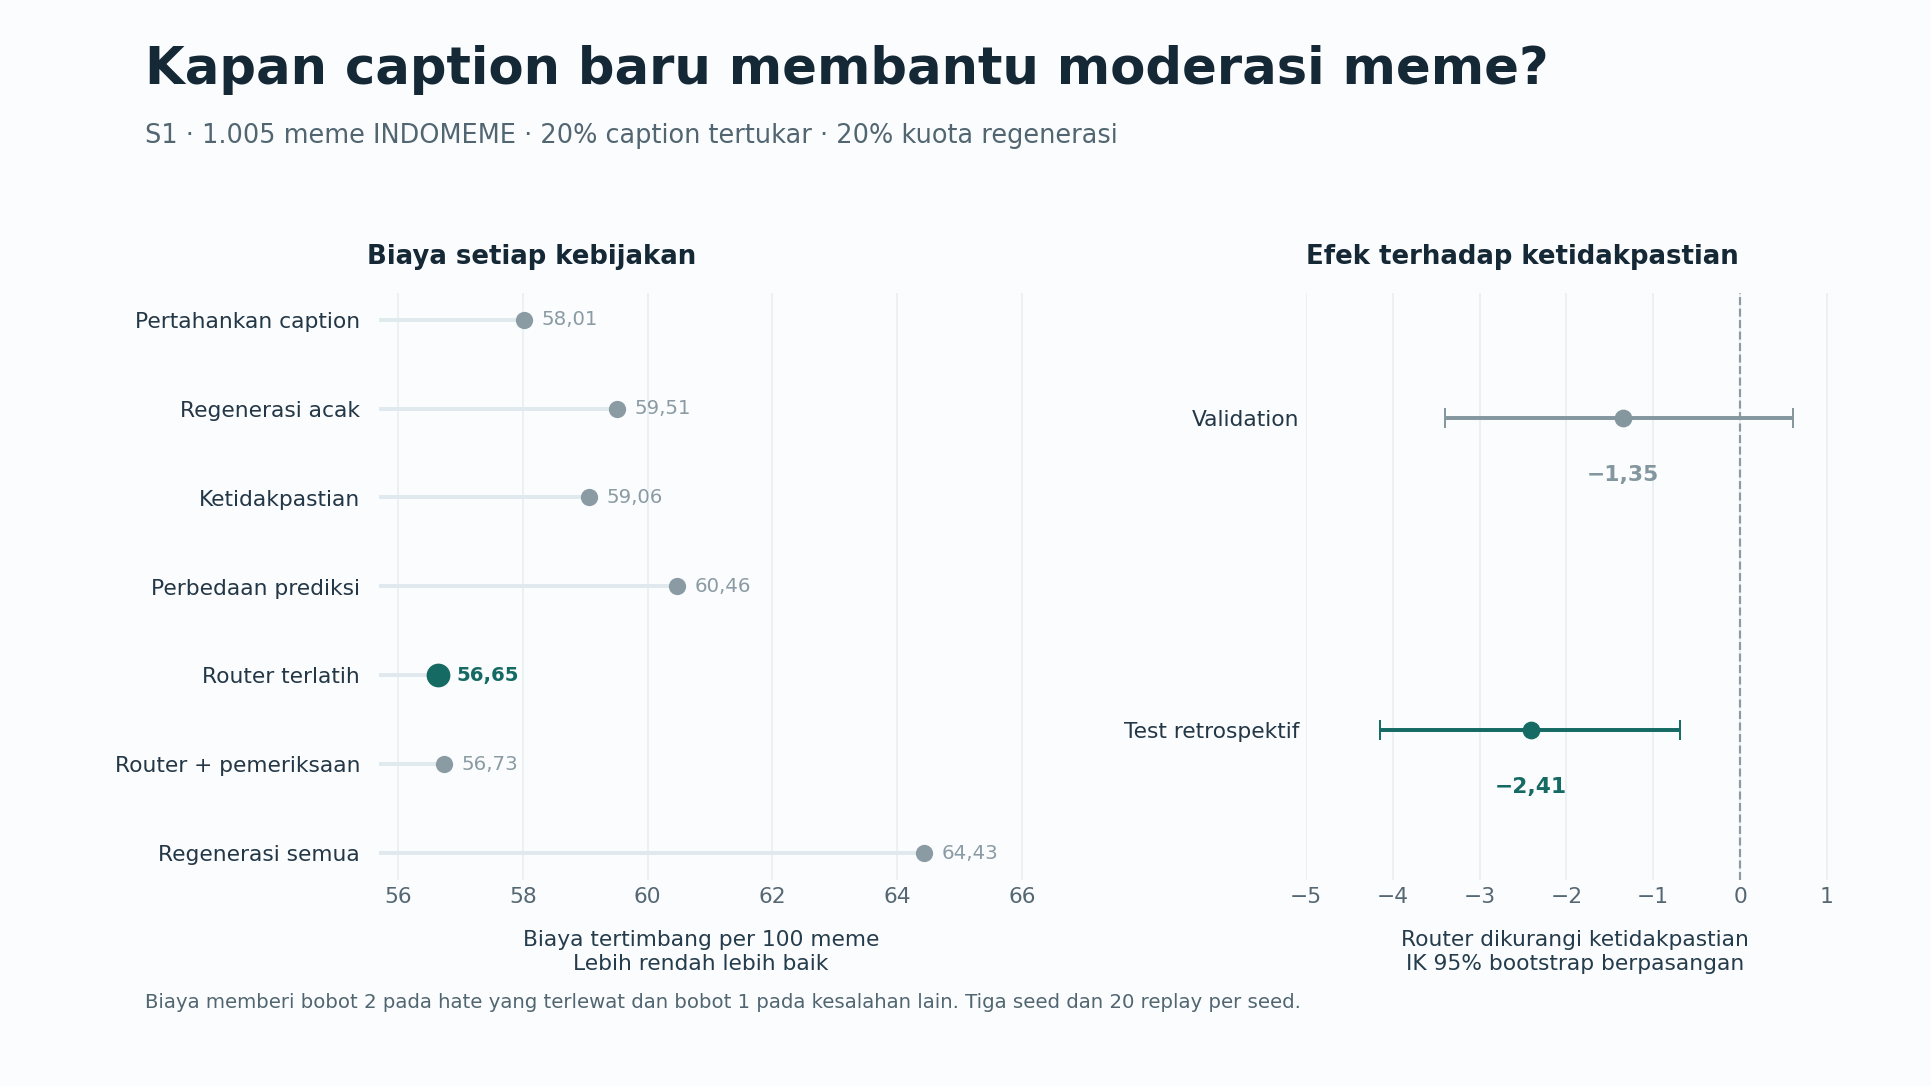 Kapan caption baru membantu moderasi meme?
S1 · 1.005 meme INDOMEME · 20% caption tertukar · 20% kuota regenerasi
Biaya setiap kebijakan
Pertahankan caption 58,01
Regenerasi acak 59,51
Ketidakpastian 59,06
Perbedaan prediksi 60,46
Router terlatih 56,65
Router + pemeriksaan 56,73
Regenerasi semua 64,43
56 58 60 62 64 66
Biaya tertimbang per 100 meme
Lebih rendah lebih baik
Efek terhadap ketidakpastian
Validation
−1,35
Test retrospektif
−2,41
−5 −4 −3 −2 −1 0 1
Router dikurangi ketidakpastian
IK 95% bootstrap berpasangan
Biaya memberi bobot 2 pada hate yang terlewat dan bobot 1 pada kesalahan lain. Tiga seed dan 20 replay per seed.